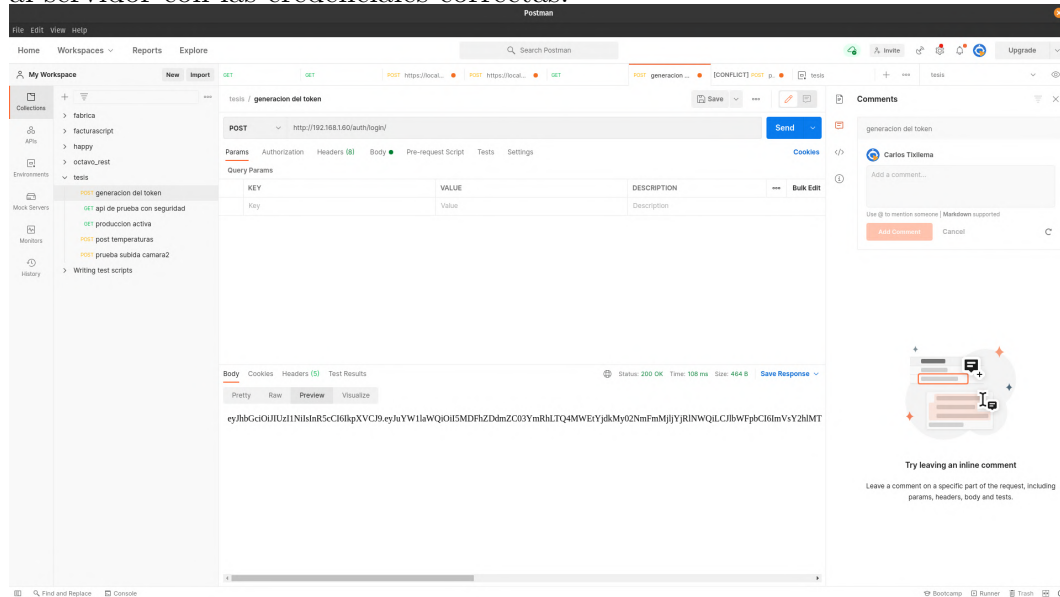 al servidor con las credenciales correctas.
Postman
File Edit View Help
Home Workspaces Reports Explore
Search Postman
Invite
Upgrade
My Workspace
New Import
GET
GET
POST https://local...
POST https://local...
GET
POST generacion ...
[CONFLICT] POST p...
tesis
tesis
Collections
APIs
Environments
Mock Servers
Monitors
History
fabrica
facturascript
happy
octavo_rest
tesis
POST generacion del token
GET api de prueba con seguridad
GET produccion activa
POST post temperaturas
POST prueba subida camara2
Writing test scripts
tesis / generacion del token
Save
POST http://192.168.1.60/auth/login/
Send
Params Authorization Headers (8) Body Pre-request Script Tests Settings
Cookies
Query Params
KEY VALUE DESCRIPTION Bulk Edit
Key Value Description
Body Cookies Headers (5) Test Results
Status: 200 OK Time: 108 ms Size: 464 B Save Response
Pretty Raw Preview Visualize
Comments
generacion del token
Carlos Tixilema
Add a comment...
Use @ to mention someone | Markdown supported
Add Comment Cancel
Try leaving an inline comment
Leave a comment on a specific part of the request, including
params, headers, body and tests.
Find and Replace Console
Bootcamp Runner Trash